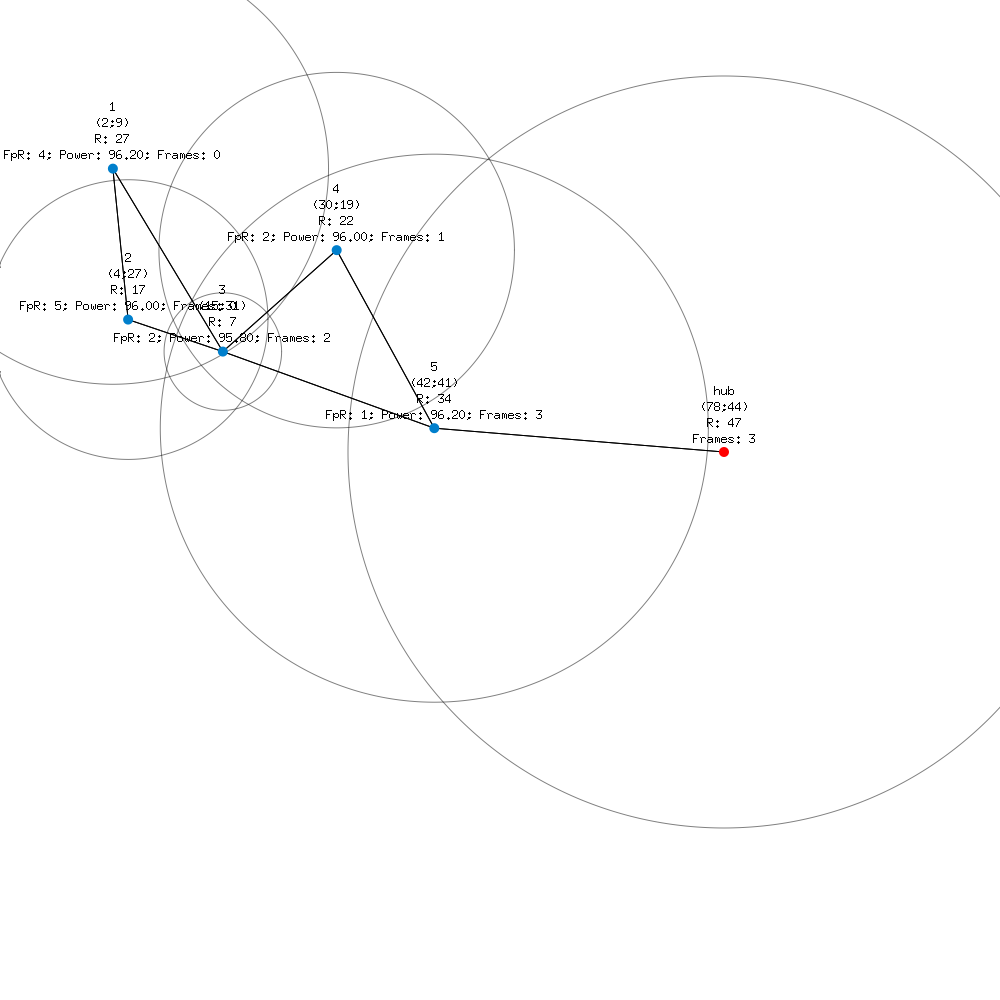 1
(2;9)
R: 27
FpR: 4; Power: 96.20; Frames: 0
4
(30;19)
R: 22
FpR: 2; Power: 96.00; Frames: 1
2
(4;27)
R: 17
FpR: 5; Power: 96.00; Frames:
3
R: 7
FpR: 2; Power: 95.80; Frames: 2
5
(42;41)
R: 34
FpR: 1; Power: 96.20; Frames: 3
hub
(78;44)
R: 47
Frames: 3